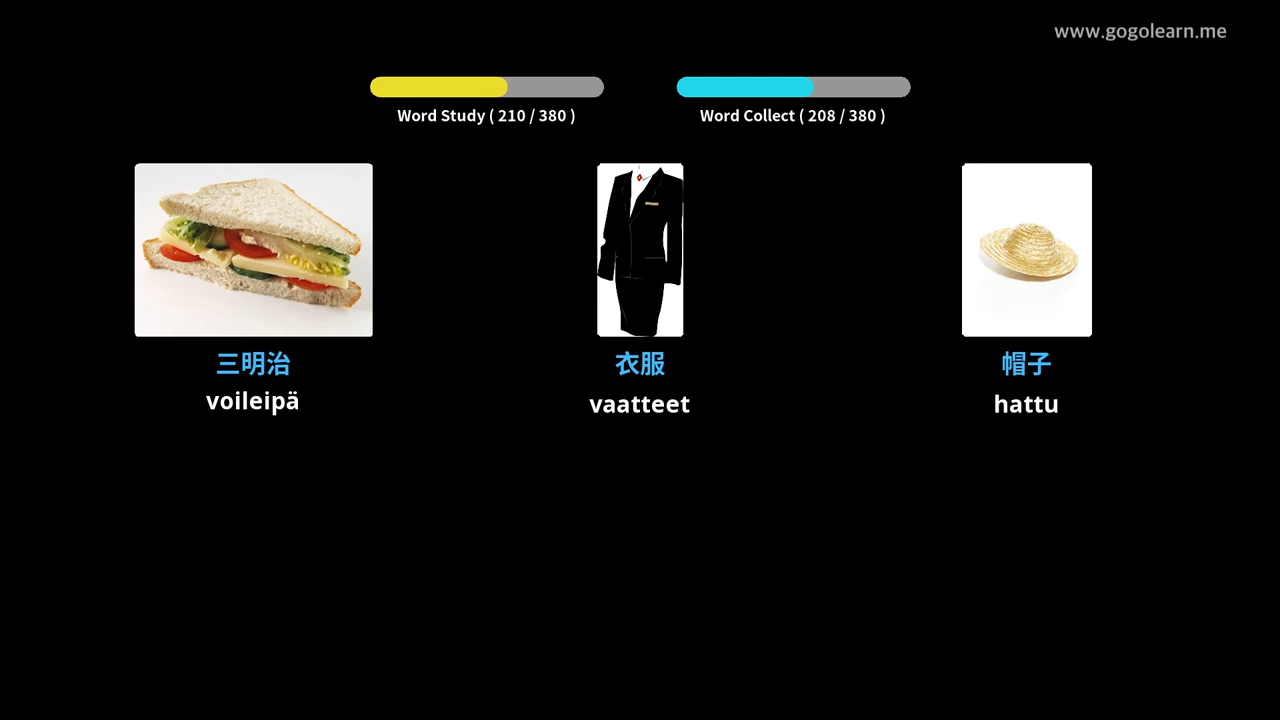 www.gogolearn.me
Word Study ( 210 / 380 )
Word Collect ( 208 / 380 )
三明治
衣服
帽子
voileipä
vaatteet
hattu